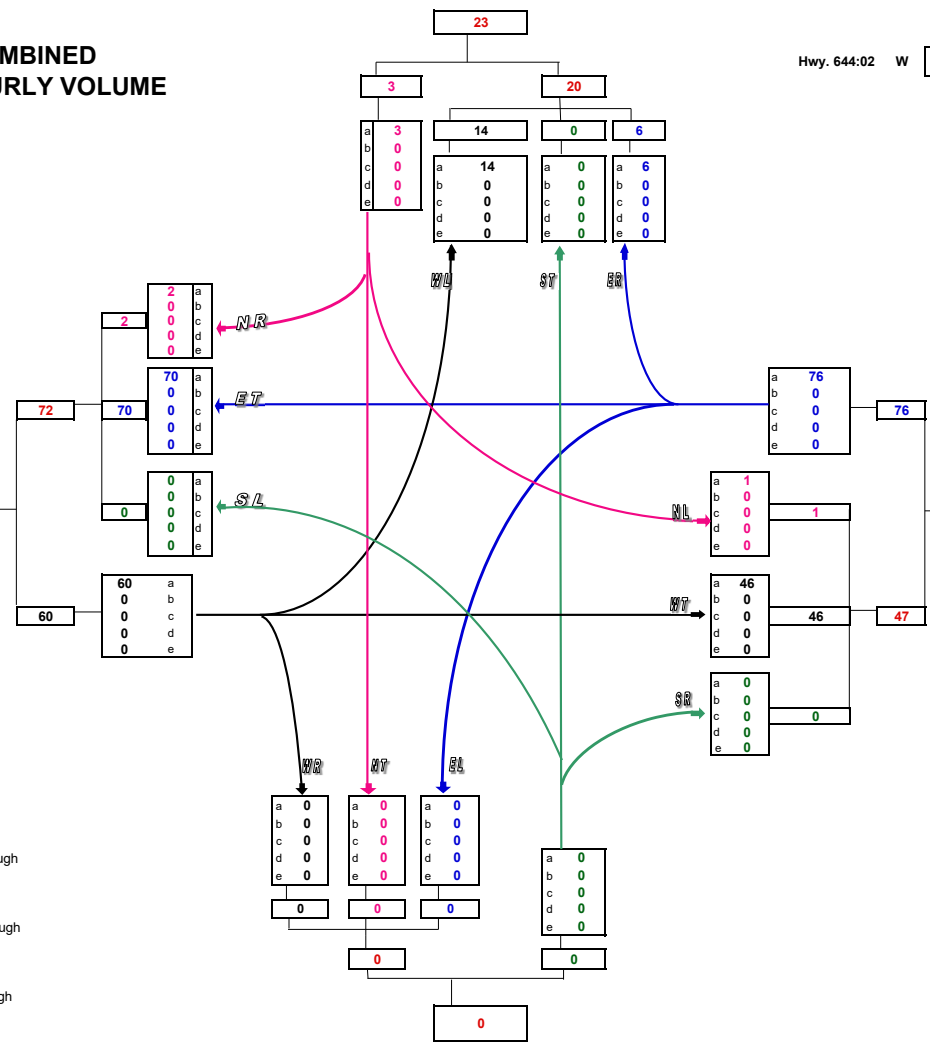 23
MBINED
URLY VOLUME
Hwy. 644:02 W
3
20
14
0
6
a 3
b 0
c 0
d 0
e 0
a 14
b 0
c 0
d 0
e 0
a 0
b 0
c 0
d 0
e 0
a 6
b 0
c 0
d 0
e 0
WL
ST
ER
2 a
0 b
0 c
0 d
0 e
2
NR
70 a
0 b
0 c
0 d
0 e
72
70
ET
a 76
b 0
c 0
d 0
e 0
76
0 a
0 b
0 c
0 d
0 e
0
SL
a 1
b 0
c 0
d 0
e 0
NL
1
60 a
0 b
0 c
0 d
0 e
60
WT
a 46
b 0
c 0
d 0
e 0
46
47
SR
a 0
b 0
c 0
d 0
e 0
0
WR
NT
EL
a 0
b 0
c 0
d 0
e 0
a 0
b 0
c 0
d 0
e 0
a 0
b 0
c 0
d 0
e 0
a 0
b 0
c 0
d 0
e 0
ough
0
0
0
ough
0
0
gh
0